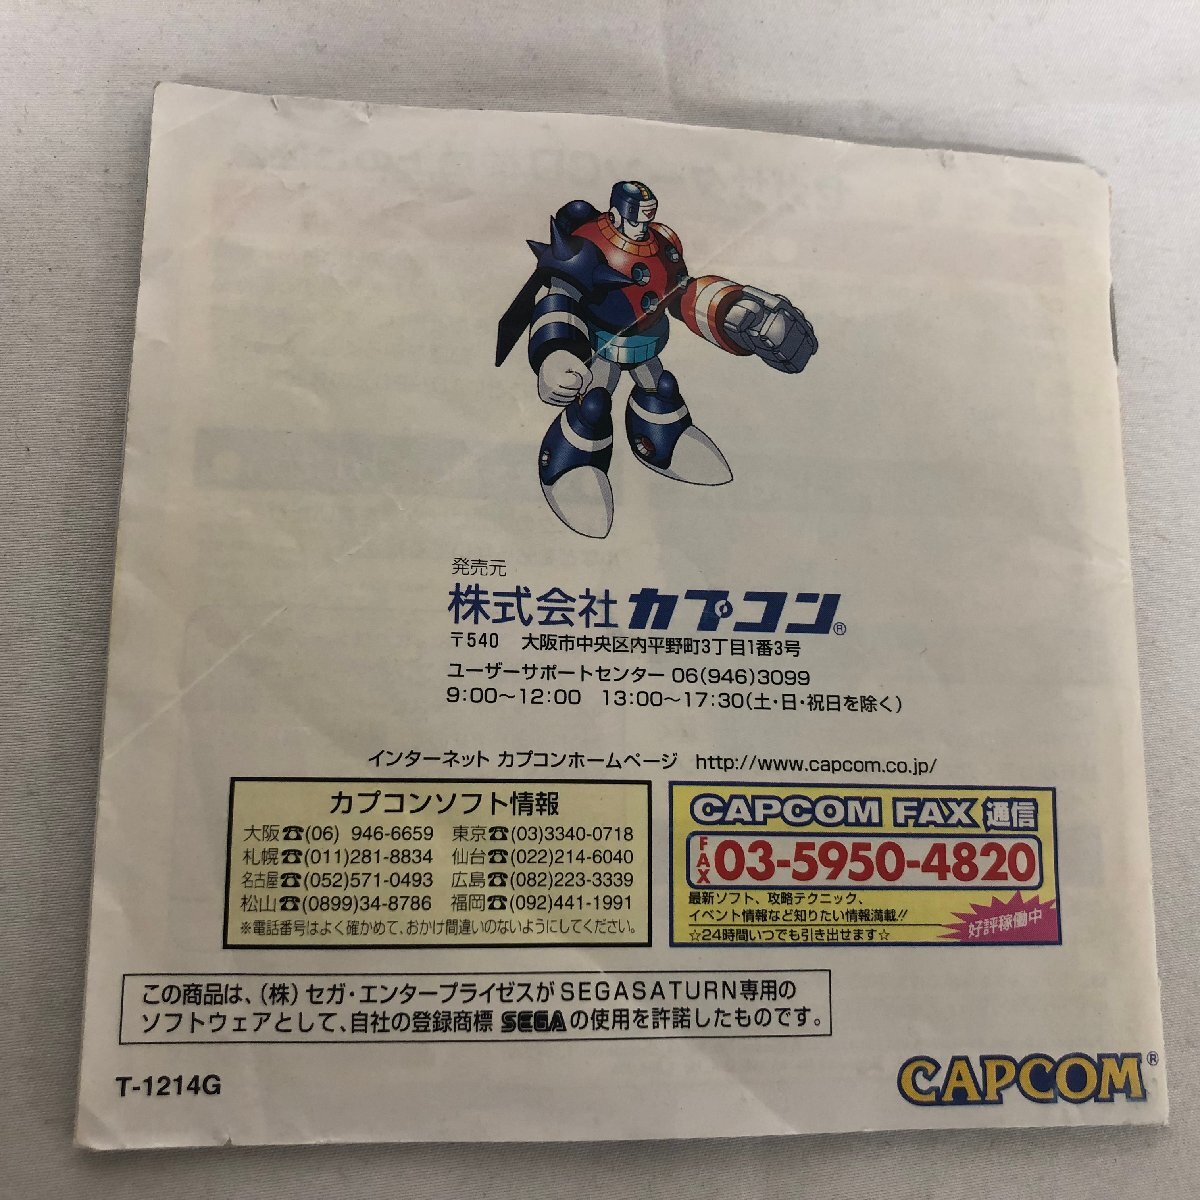 発売元
株式会社 カプコン®
〒540 大阪市中央区内平野町3丁目1番3号
ユーザーサポートセンター 06(946)3099
9:00〜12:00 13:00〜17:30(土・日・祝日を除く)
インターネット カプコンホームページ http://www.capcom.co.jp/
カプコンソフト情報
大阪☎(06) 946-6659 東京☎(03)3340-0718
札幌☎(011)281-8834 仙台☎(022)214-6040
名古屋☎(052)571-0493 広島☎(082)223-3339
松山☎(0899)34-8786 福岡☎(092)441-1991
※電話番号はよく確かめて、おかけ間違いのないようにしてください。
CAPCOM FAX 通信
FAX 03-5950-4820
最新ソフト、攻略テクニック、
イベント情報など知りたい情報満載!!
☆24時間いつでも引き出せます☆
好評稼働中
この商品は、(株)セガ・エンタープライゼスがSEGASATURN専用の
ソフトウェアとして、自社の登録商標 SEGA の使用を許諾したものです。
T-1214G
CAPCOM®